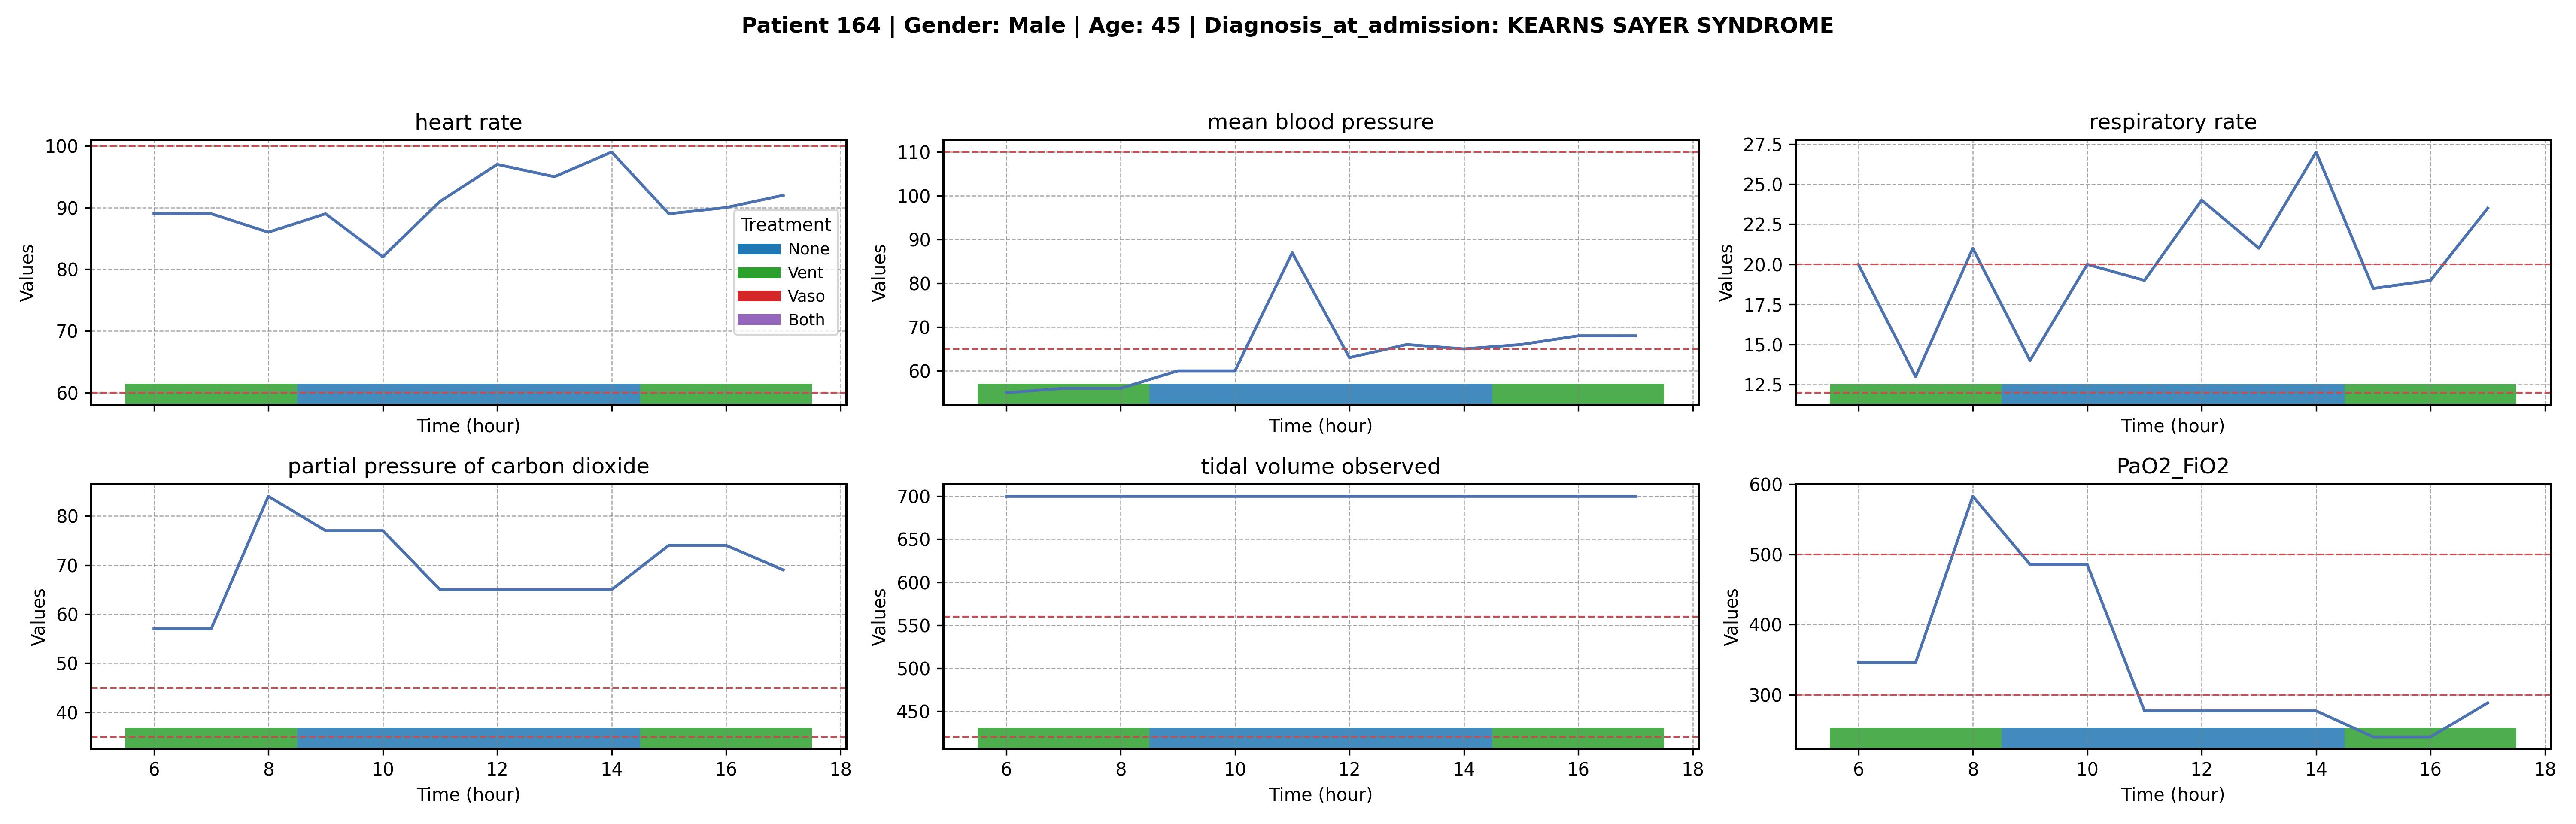 Patient 164 | Gender: Male | Age: 45 | Diagnosis_at_admission: KEARNS SAYER SYNDROME
heart rate
100
90
80
70
60
Values
Time (hour)
Treatment
None
Vent
Vaso
Both
mean blood pressure
110
100
90
80
70
60
Values
Time (hour)
respiratory rate
27.5
25.0
22.5
20.0
17.5
15.0
12.5
Values
Time (hour)
partial pressure of carbon dioxide
80
70
60
50
40
Values
6 8 10 12 14 16 18
Time (hour)
tidal volume observed
700
650
600
550
500
450
Values
6 8 10 12 14 16 18
Time (hour)
PaO2_FiO2
600
500
400
300
Values
6 8 10 12 14 16 18
Time (hour)